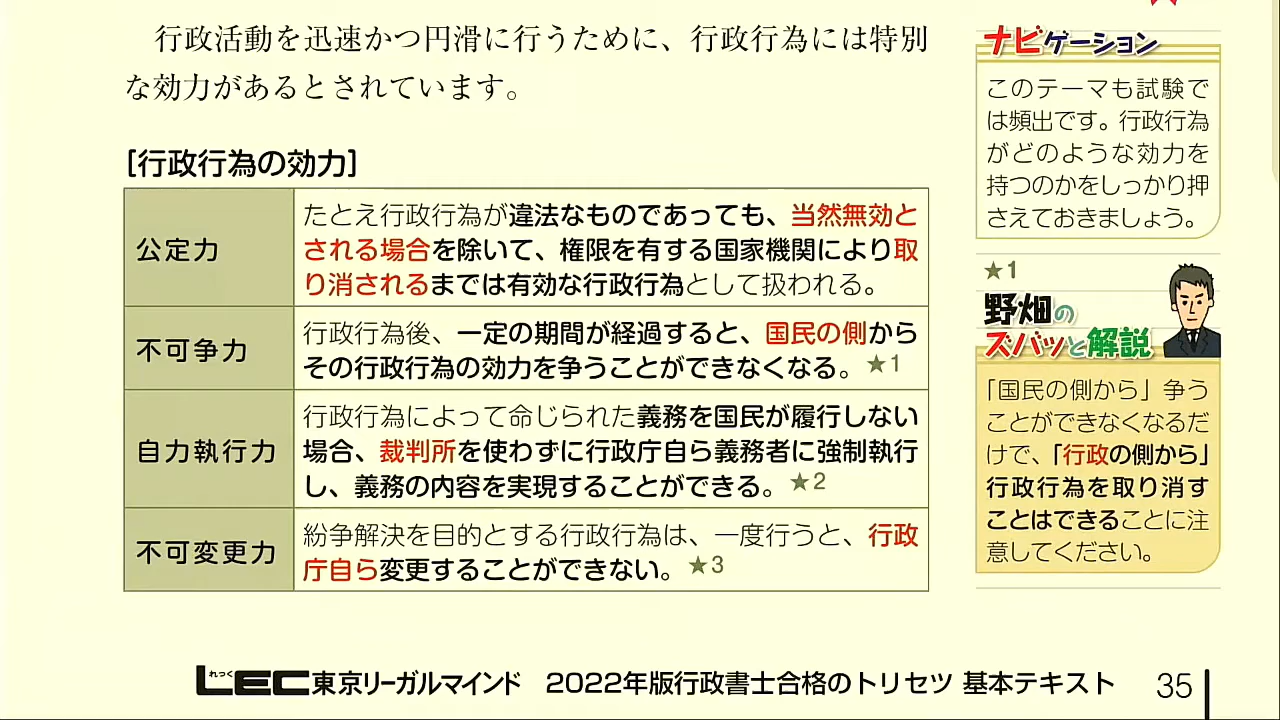 行政活動を迅速かつ円滑に行うために、行政行為には特別
な効力があるとされています。
[行政行為の効力]
公定力
たとえ行政行為が違法なものであっても、当然無効と
される場合を除いて、権限を有する国家機関により取
り消されるまでは有効な行政行為として扱われる。
不可争力
行政行為後、一定の期間が経過すると、国民の側から
その行政行為の効力を争うことができなくなる。★1
自力執行力
行政行為によって命じられた義務を国民が履行しない
場合、裁判所を使わずに行政庁自ら義務者に強制執行
し、義務の内容を実現することができる。★2
不可変更力
紛争解決を目的とする行政行為は、一度行うと、行政
庁自ら変更することができない。★3
ナビゲーション
このテーマも試験で
は頻出です。行政行為
がどのような効力を
持つのかをしっかり押
さえておきましょう。
★1
野畑の
ズバッと解説
「国民の側から」争う
ことができなくなるだ
けで、「行政の側から」
行政行為を取り消す
ことはできることに注
意してください。
れっく
LEC東京リーガルマインド 2022年版行政書士合格のトリセツ 基本テキスト 35